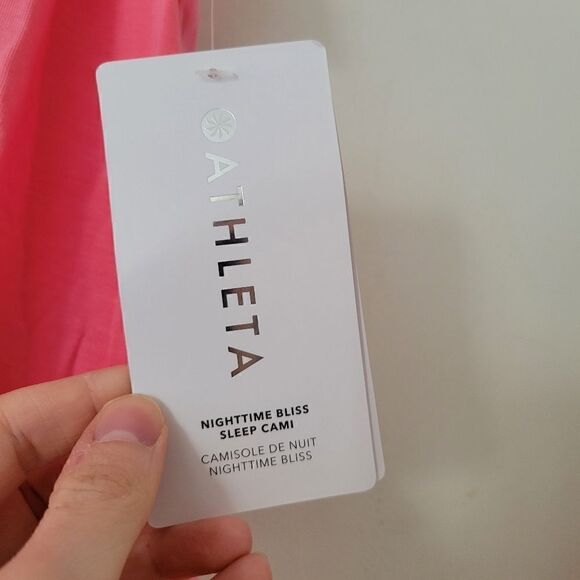 ATHLETA
NIGHTTIME BLISS
SLEEP CAMI
CAMISOLE DE NUIT
NIGHTTIME BLISS